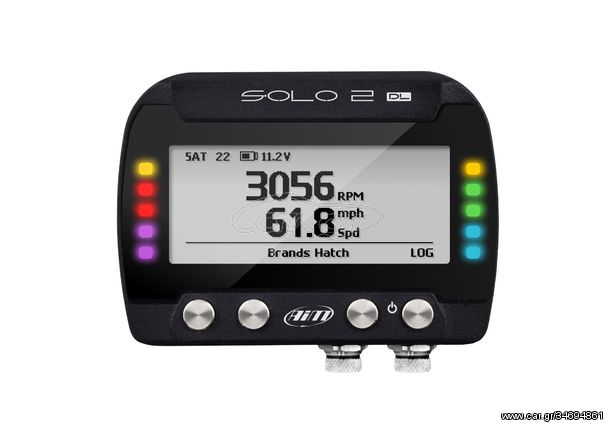 SOLO 2 DL
SAT 22 11.2V
3056 RPM
61.8 mph
Spd
Brands Hatch LOG
AiM
www.car.gr/34694361